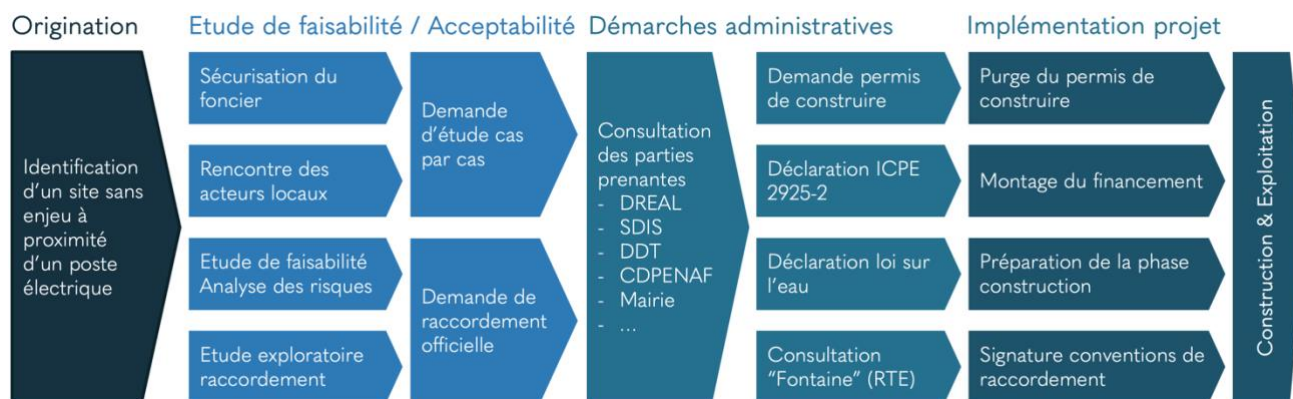 Origination
Etude de faisabilité / Acceptabilité
Démarches administratives
Implémentation projet
Identification
d'un site sans
enjeu à
proximité
d'un poste
électrique
Sécurisation du
foncier
Rencontre des
acteurs locaux
Etude de faisabilité
Analyse des risques
Etude exploratoire
raccordement
Demande
d'étude cas
par cas
Demande de
raccordement
officielle
Consultation
des parties
prenantes
- DREAL
- SDIS
- DDT
- CDPENAF
- Mairie
- ...
Demande permis
de construire
Déclaration ICPE
2925-2
Déclaration loi sur
l'eau
Consultation
"Fontaine" (RTE)
Purge du permis de
construire
Montage du financement
Préparation de la phase
construction
Signature conventions de
raccordement
Construction & Exploitation